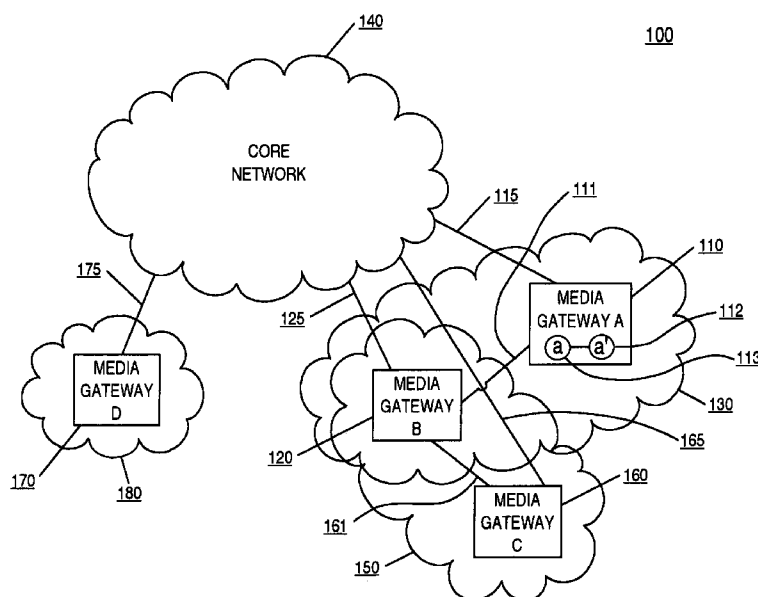 140
100
CORE
NETWORK
115
111
110
175
125
MEDIA
GATEWAY A
a a'
112
113
MEDIA
GATEWAY
D
MEDIA
GATEWAY
B
130
170
180
120
165
160
161
MEDIA
GATEWAY
C
150